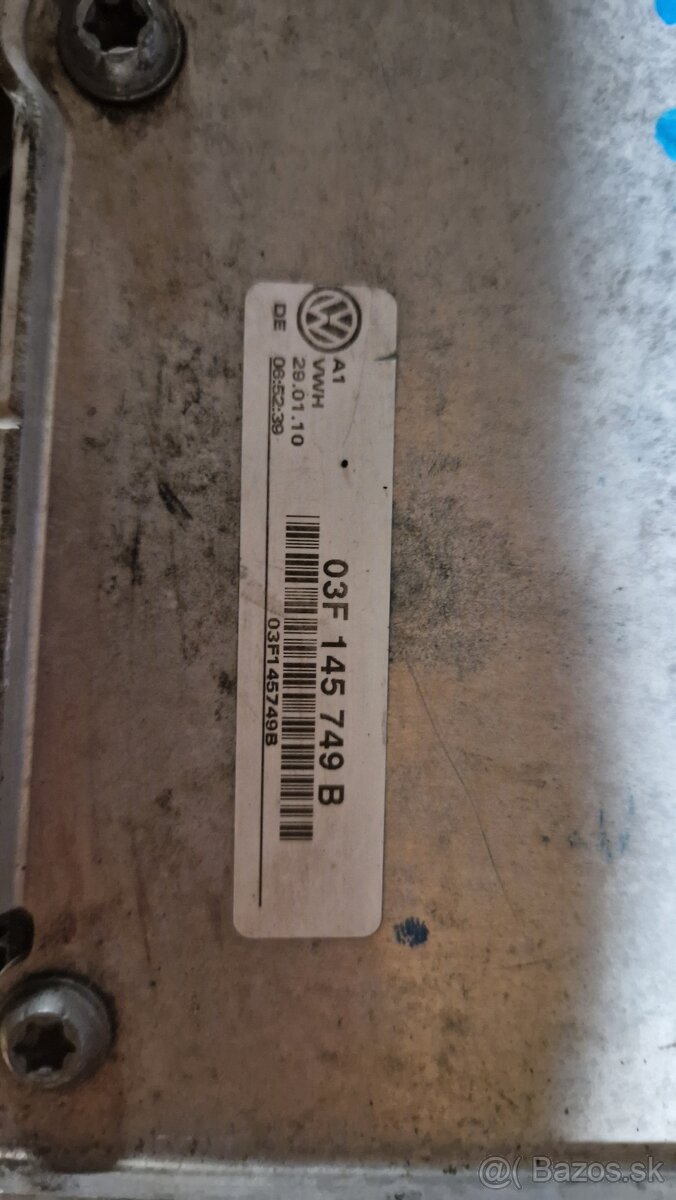 A1
VWH
29.01.10
06:52:39
DE
03F 145 749 B
03F145749B
@( Bazos.sk